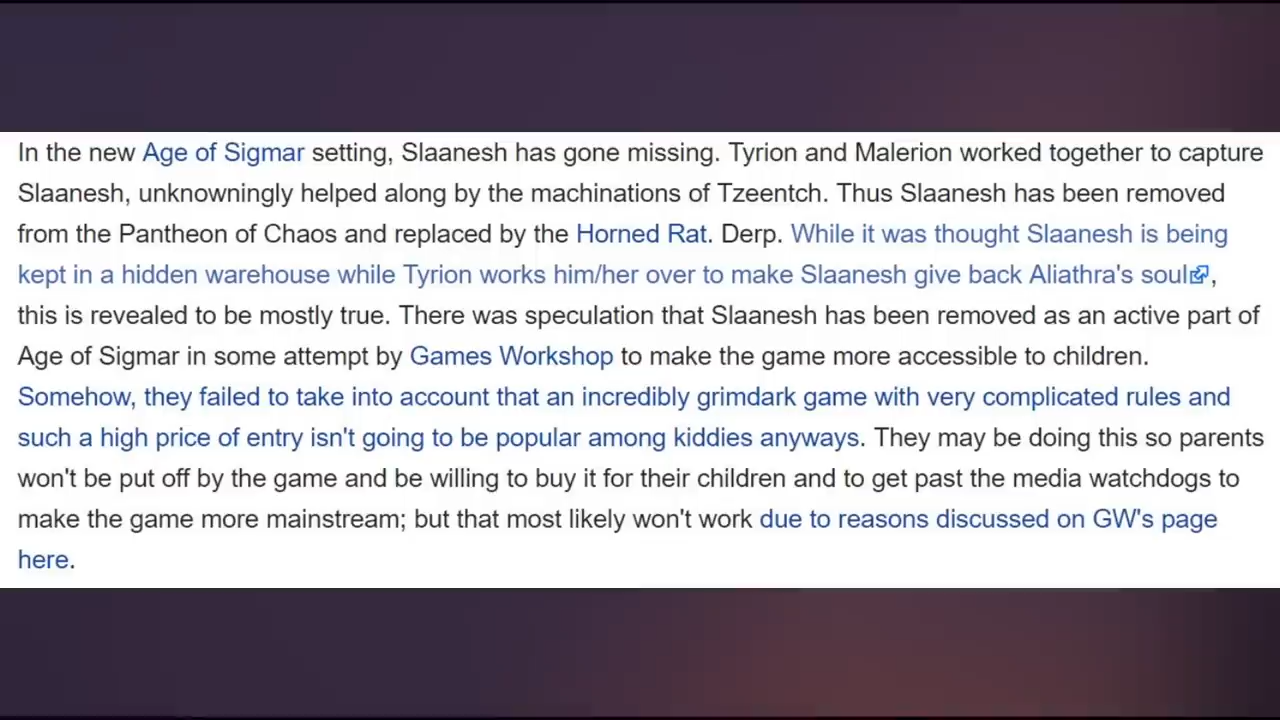 In the new Age of Sigmar setting, Slaanesh has gone missing. Tyrion and Malerion worked together to capture
Slaanesh, unknowningly helped along by the machinations of Tzeentch. Thus Slaanesh has been removed
from the Pantheon of Chaos and replaced by the Horned Rat. Derp. While it was thought Slaanesh is being
kept in a hidden warehouse while Tyrion works him/her over to make Slaanesh give back Aliathra's soul,
this is revealed to be mostly true. There was speculation that Slaanesh has been removed as an active part of
Age of Sigmar in some attempt by Games Workshop to make the game more accessible to children.
Somehow, they failed to take into account that an incredibly grimdark game with very complicated rules and
such a high price of entry isn't going to be popular among kiddies anyways. They may be doing this so parents
won't be put off by the game and be willing to buy it for their children and to get past the media watchdogs to
make the game more mainstream; but that most likely won't work due to reasons discussed on GW's page
here.